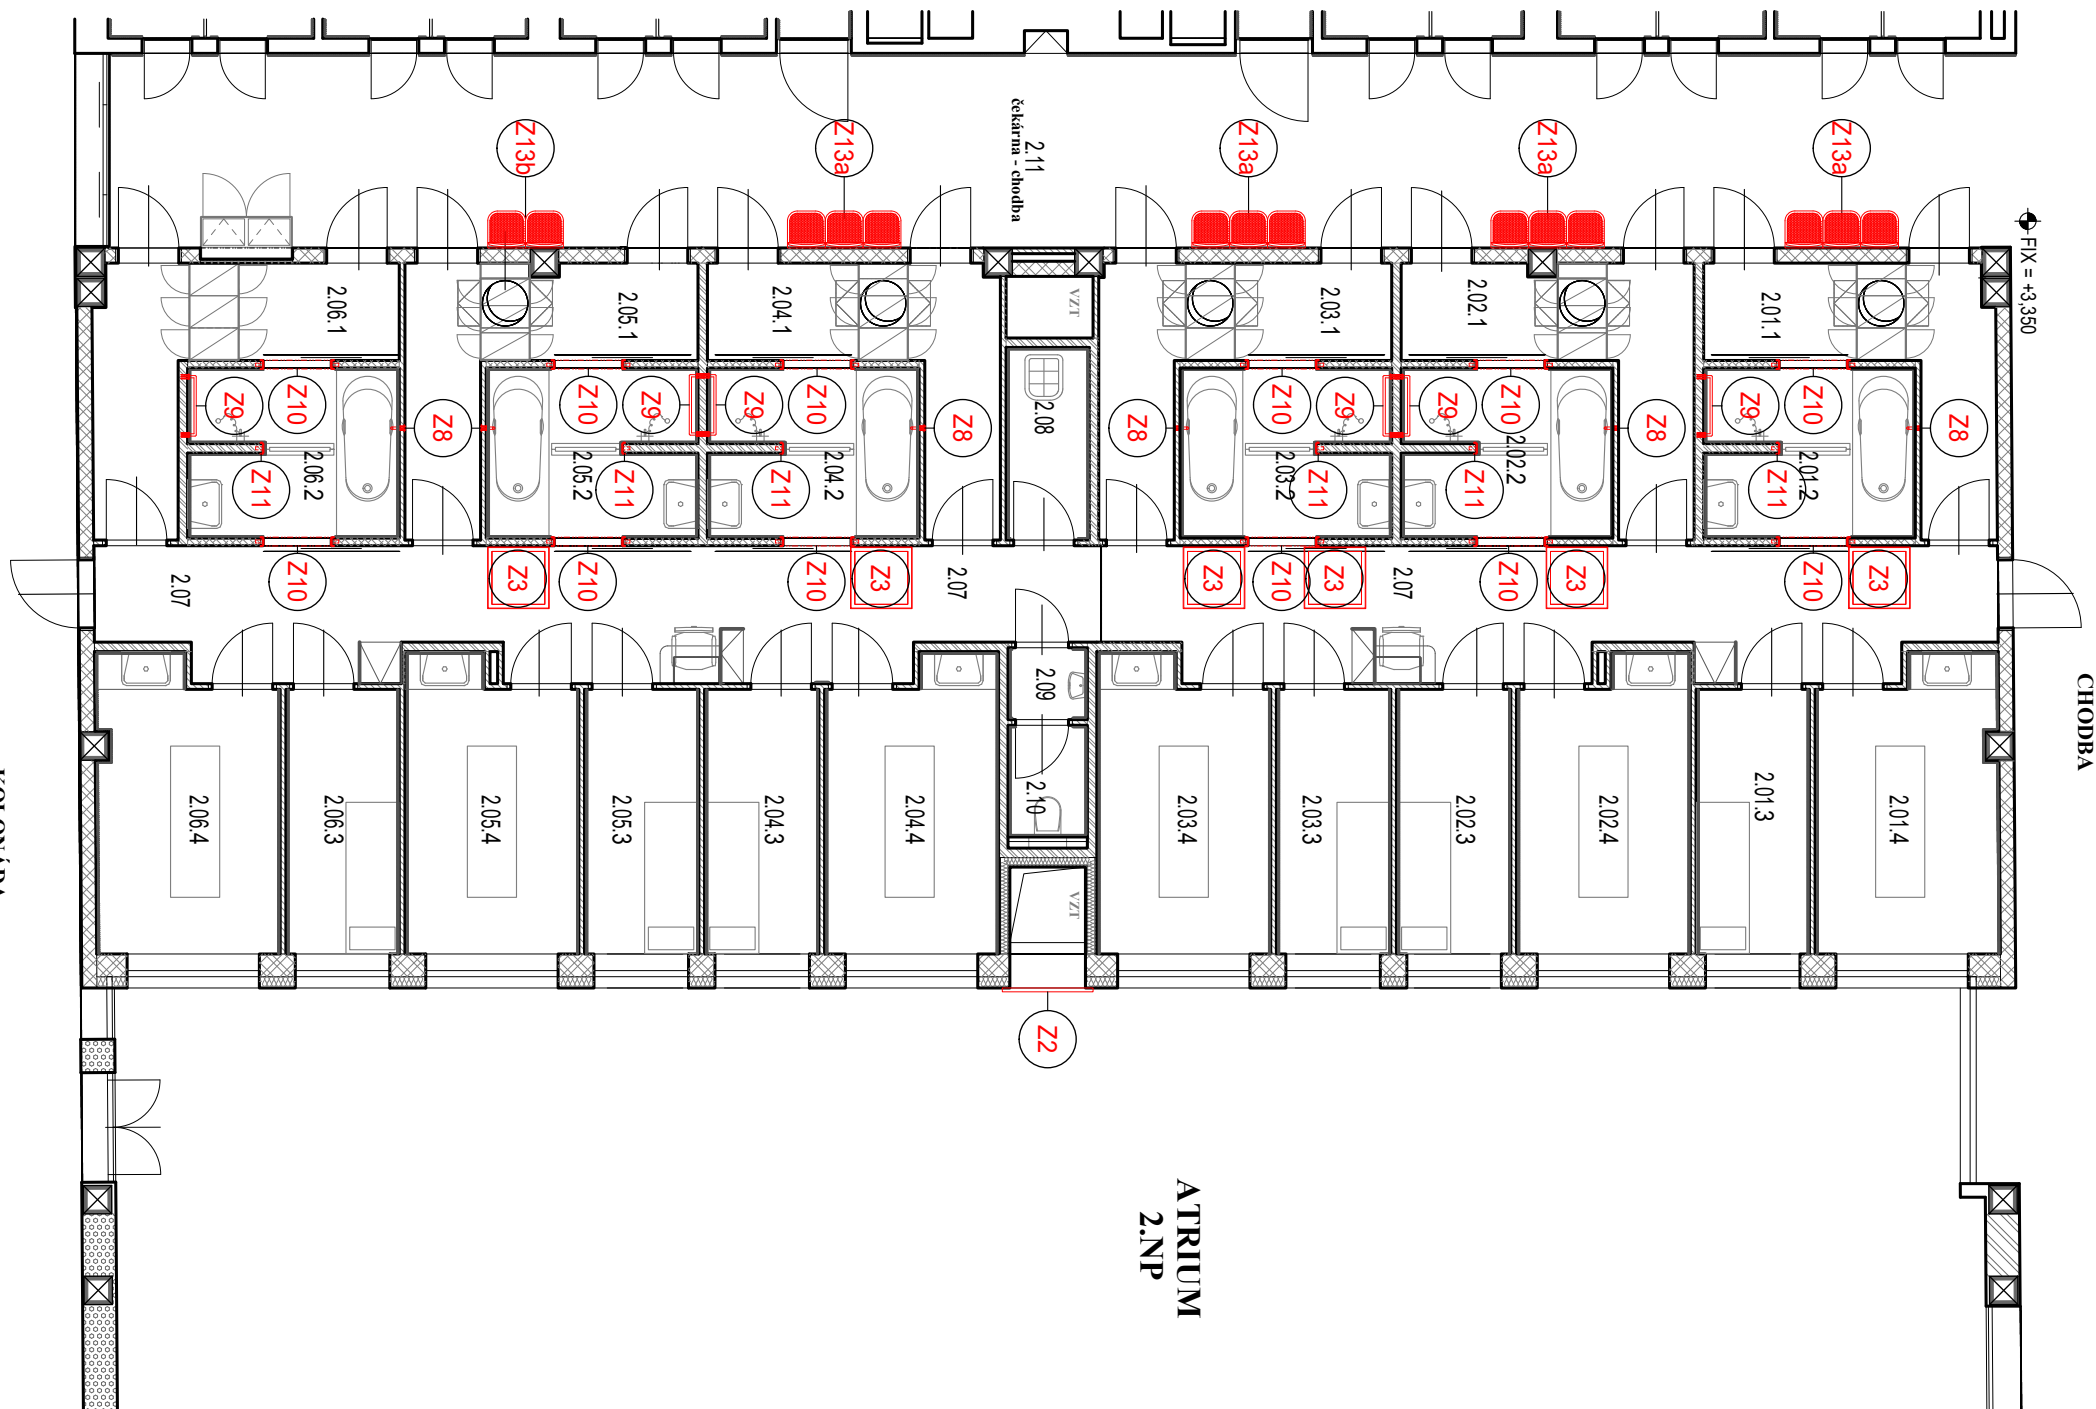 Z13b
Z13a
Z13a
Z13a
Z13a
2.11
čekárna - chodba
FIX = +3,350
CHODBA
2.06.1
2.05.1
2.04.1
VZT
2.03.1
2.02.1
2.01.1
Z9
Z10
Z8
Z10
Z9
Z9
Z10
Z8
2.08
Z8
Z10
Z9
Z9
Z10
Z8
Z9
Z10
Z8
Z11
2.06.2
2.05.2
Z11
Z11
2.04.2
2.03.2
Z11
Z11
2.02.2
Z11
2.01.2
2.07
Z10
Z3
Z10
Z10
Z3
2.07
Z3
Z10
Z3
2.07
Z10
Z3
Z10
Z3
2.09
2.06.4
2.06.3
2.05.4
2.05.3
2.04.3
2.04.4
2.10
2.03.4
2.03.3
2.02.3
2.02.4
2.01.3
2.01.4
VZT
Z2
KOLONÁDA
ATRIUM
2.NP